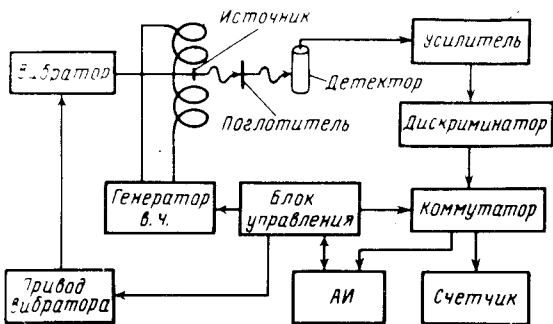 Источник
Усилитель
Вибратор
Детектор
Поглотитель
Дискриминатор
Генератор
в.ч.
Блок
управления
Коммутатор
Привод
вибратора
АИ
Счетчик